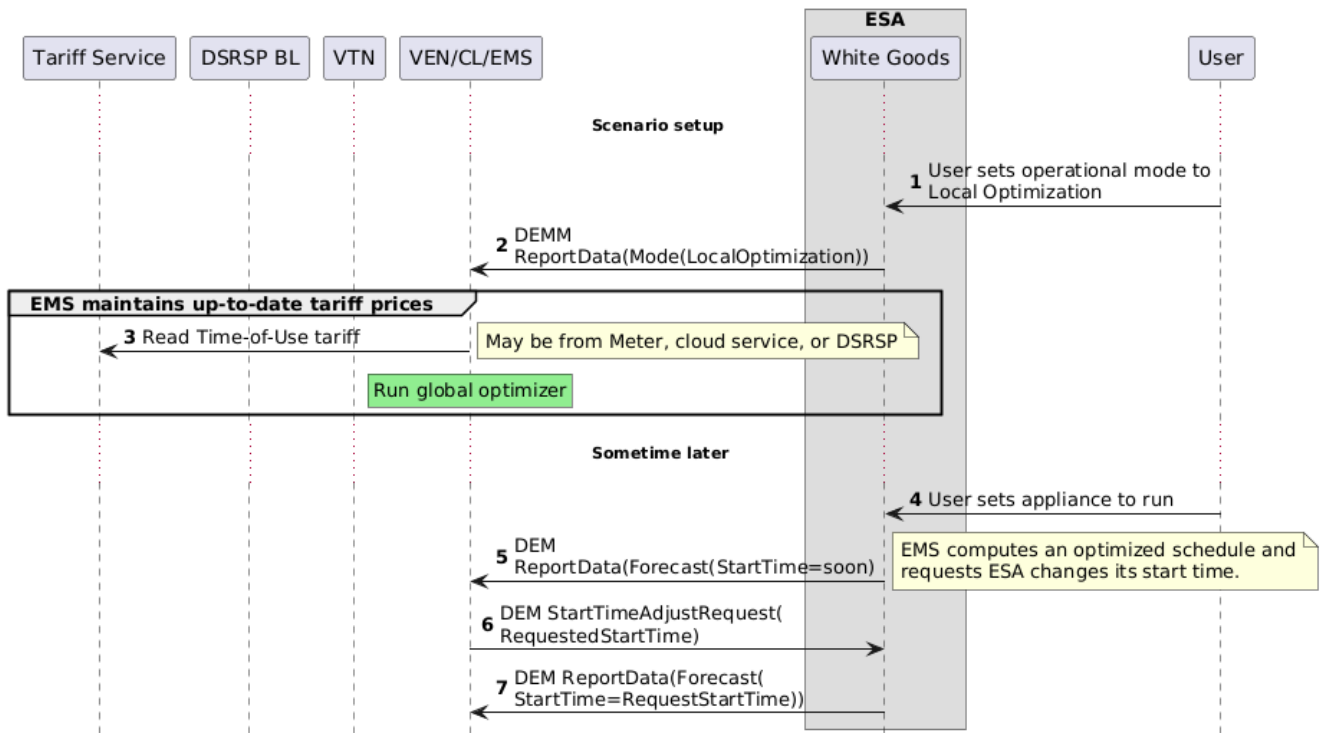 ESA
Tariff Service
DSRSP BL
VTN
VEN/CL/EMS
White Goods
User
Scenario setup
1 User sets operational mode to
Local Optimization
2 DEMM
ReportData(Mode(LocalOptimization))
EMS maintains up-to-date tariff prices
3 Read Time-of-Use tariff
May be from Meter, cloud service, or DSRSP
Run global optimizer
Sometime later
4 User sets appliance to run
EMS computes an optimized schedule and
requests ESA changes its start time.
5 DEM
ReportData(Forecast(StartTime=soon)
6 DEM StartTimeAdjustRequest(
RequestedStartTime)
7 DEM ReportData(Forecast(
StartTime=RequestStartTime))